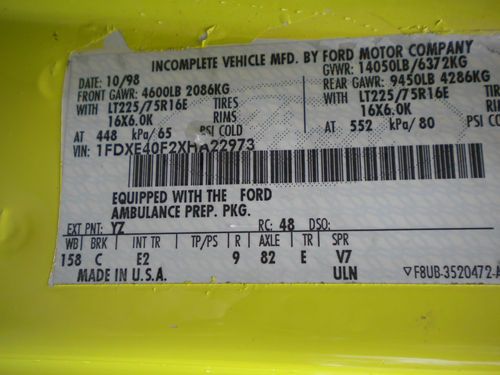 INCOMPLETE VEHICLE MFD. BY FORD MOTOR COMPANY
DATE: 10/98 GVWR: 14050LB/6372KG
FRONT GAWR: 4600LB 2086KG REAR GAWR: 9450LB 4286KG
WITH LT225/75R16E TIRES WITH LT225/75R16E TIRES
16X6.0K RIMS 16X6.0K RIMS
AT 448 kPa/65 PSI COLD AT 552 kPa/80 PSI COLD
VIN: 1FDXE40F2XHA22973
EQUIPPED WITH THE FORD
AMBULANCE PREP. PKG.
EXT PNT: YZ RC: 48 DSO:
WB BRK INT TR TP/PS R AXLE TR SPR
158 C E2 9 82 E V7
MADE IN U.S.A. ULN ▽F8UB-3520472-A